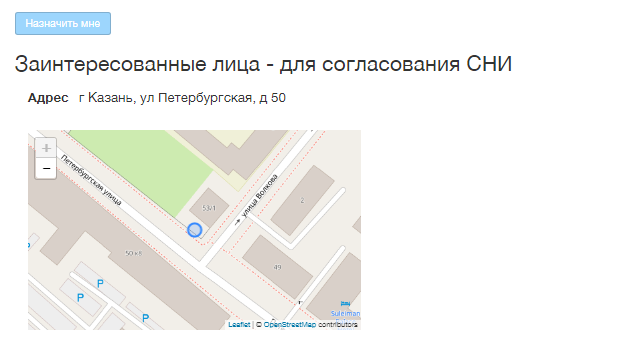 Назначить мне
Заинтересованные лица - для согласования СНИ
Адрес г Казань, ул Петербургская, д 50
+
−
Петербургская улица
улица Волкова
53/1
2
50 к8
49
P
P
P
Suleiman
Leaflet | © OpenStreetMap contributors